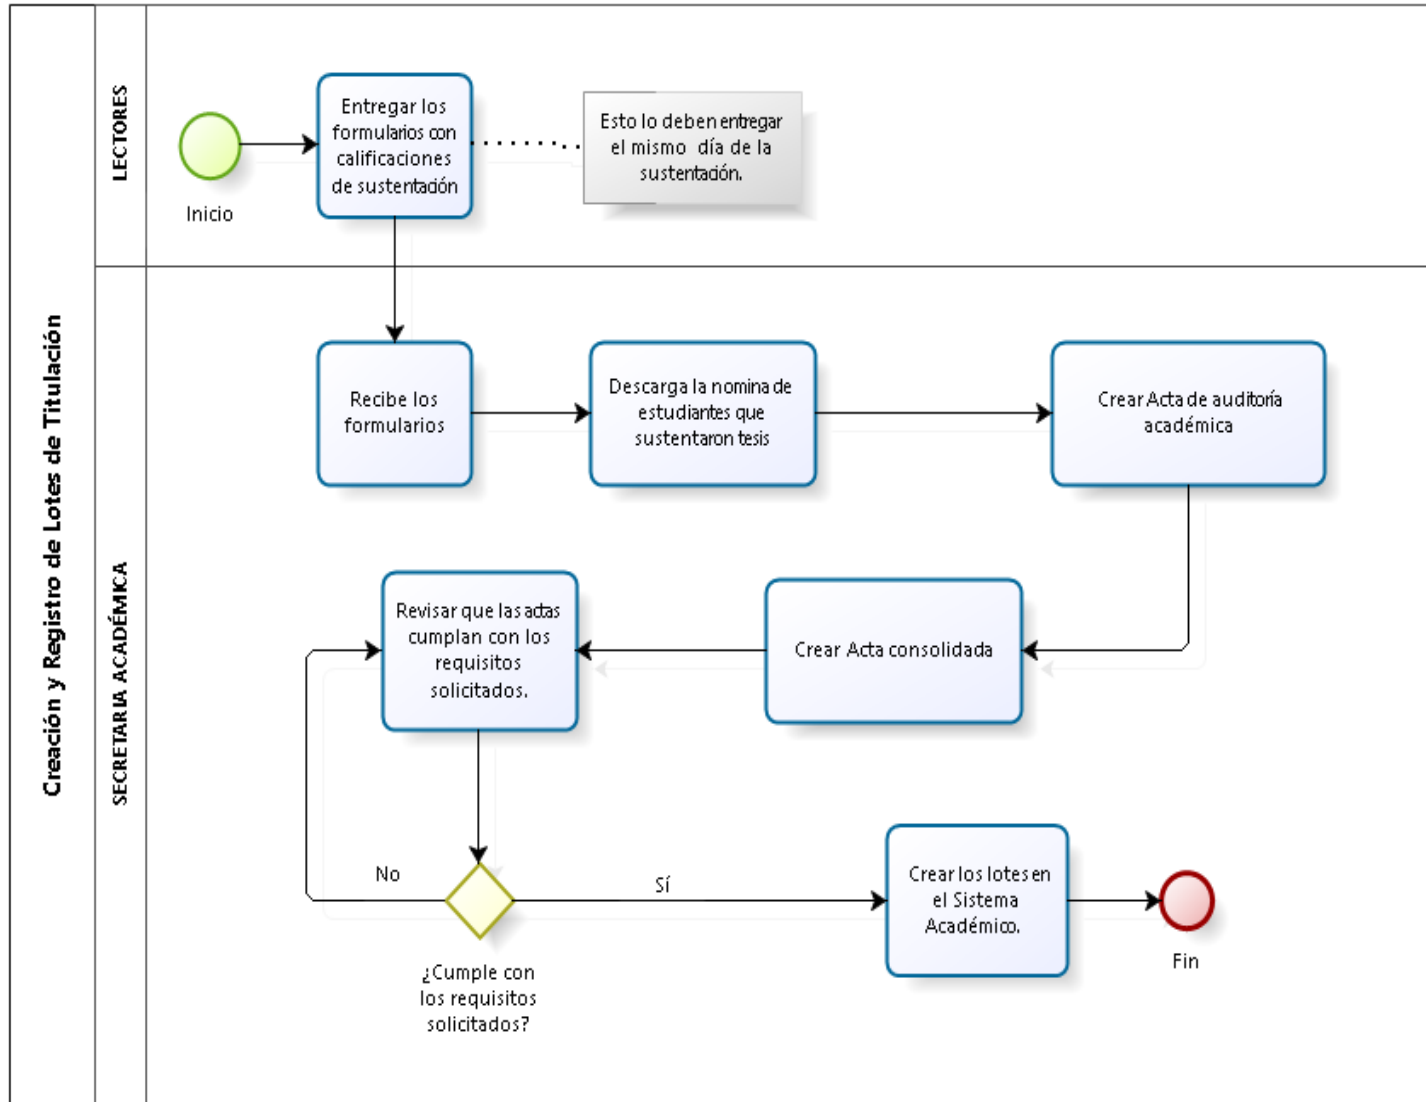 Creación y Registro de Lotes de Titulación
LECTORES
Inicio
Entregar los
formularios con
calificaciones
de sustentación
Esto lo deben entregar
el mismo día de la
sustentación.
SECRETARIA ACADÉMICA
Recibe los
formularios
Descarga la nomina de
estudiantes que
sustentaron tesis
Crear Acta de auditoría
académica
Revisar que las actas
cumplan con los
requisitos
solicitados.
Crear Acta consolidada
No
Sí
¿Cumple con
los requisitos
solicitados?
Crear los lotes en
el Sistema
Académico.
Fin